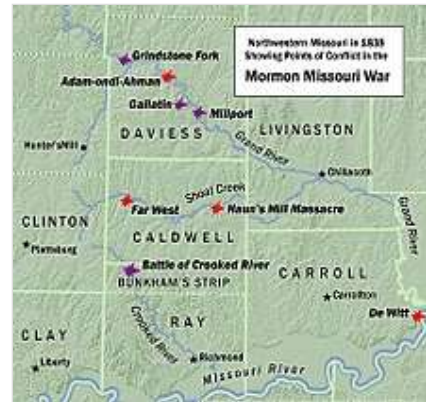 Northwestern Missouri in 1838
Showing Points of Conflict in the
Mormon Missouri War
Grindstone Fork
Adam-ondi-Ahman
Gallatin
Millport
DAVIESS
LIVINGSTON
Grand River
Hunter's Mill
Chillicoth
Shoal Creek
Far West
Haun's Mill Massacre
Grand River
CLINTON
CALDWELL
Plattsburg
Battle of Crooked River
BUNKHAM'S STRIP
CARROLL
Carrollton
De Witt
RAY
CLAY
Crooked River
Liberty
Richmond
Missouri River